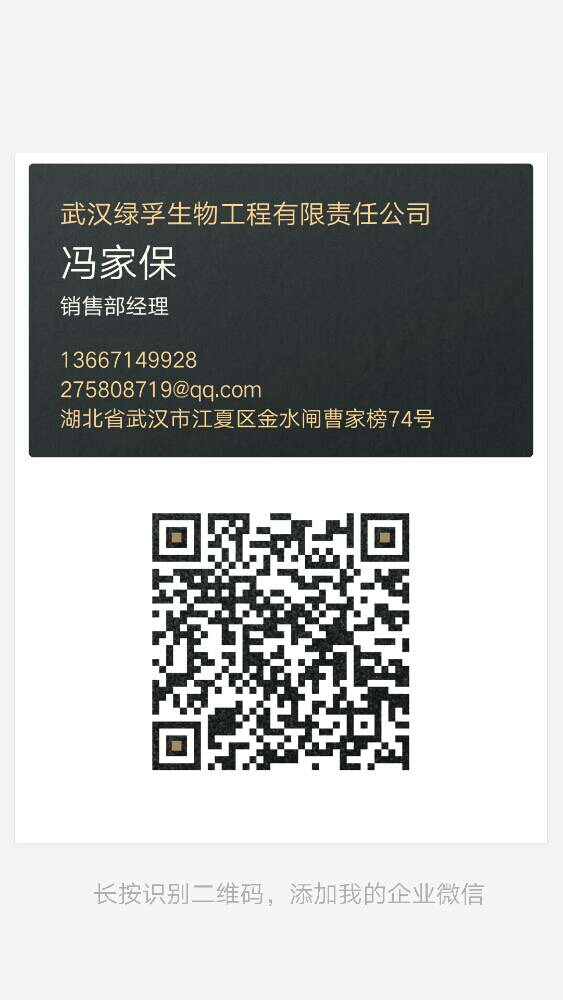 武汉绿孚生物工程有限责任公司
冯家保
销售部经理
13667149928
275808719@qq.com
湖北省武汉市江夏区金水闸曹家榜74号
长按识别二维码，添加我的企业微信